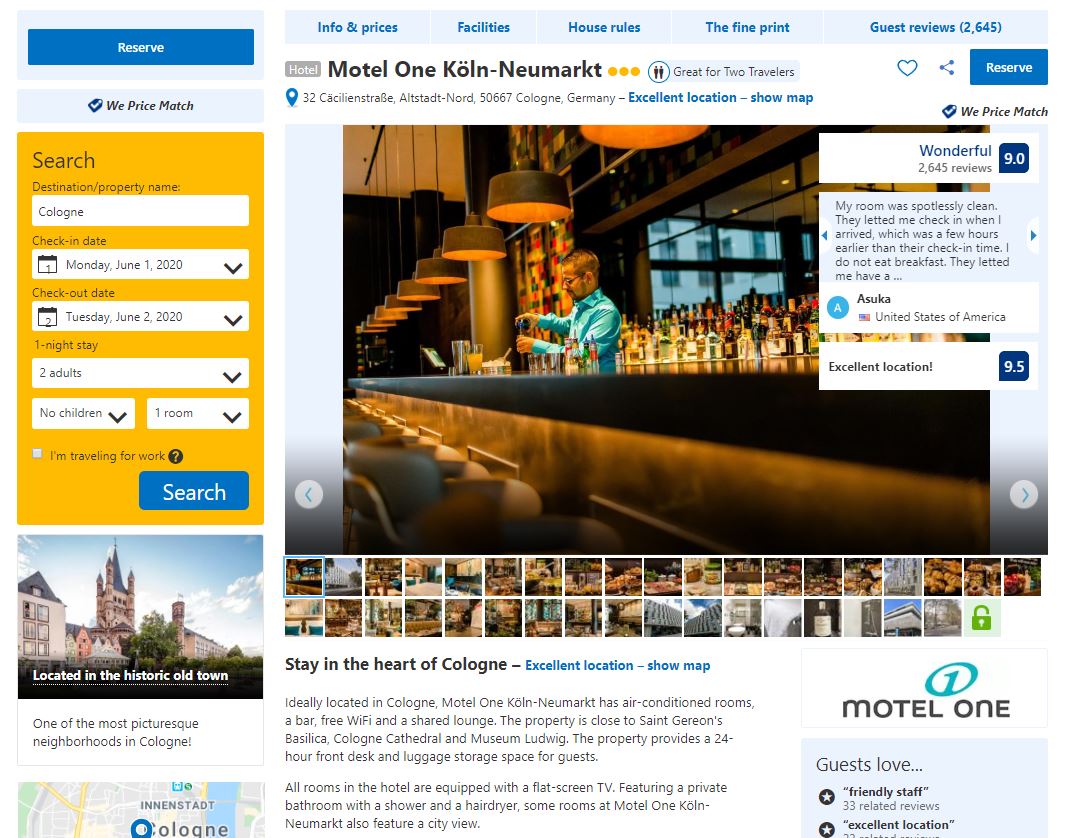 Reserve
We Price Match
Search
Destination/property name:
Cologne
Check-in date
1
Monday, June 1, 2020
Check-out date
2
Tuesday, June 2, 2020
1-night stay
2 adults
No children
1 room
I'm traveling for work ?
Search
Located in the historic old town
One of the most picturesque
neighborhoods in Cologne!
INNENSTADT
Cologne
Info & prices
Facilities
House rules
The fine print
Guest reviews (2,645)
Hotel Motel One Köln-Neumarkt
Great for Two Travelers
Reserve
32 Cäcilienstraße, Altstadt-Nord, 50667 Cologne, Germany – Excellent location – show map
We Price Match
Wonderful
2,645 reviews
9.0
My room was spotlessly clean.
They letted me check in when I
arrived, which was a few hours
earlier than their check-in time. I
do not eat breakfast. They letted
me have a ...
A
Asuka
United States of America
Excellent location!
9.5
Stay in the heart of Cologne – Excellent location – show map
Ideally located in Cologne, Motel One Köln-Neumarkt has air-conditioned rooms,
a bar, free WiFi and a shared lounge. The property is close to Saint Gereon's
Basilica, Cologne Cathedral and Museum Ludwig. The property provides a 24-
hour front desk and luggage storage space for guests.
All rooms in the hotel are equipped with a flat-screen TV. Featuring a private
bathroom with a shower and a hairdryer, some rooms at Motel One Köln-
Neumarkt also feature a city view.
MOTEL ONE
Guests love...
“friendly staff”
33 related reviews
“excellent location”